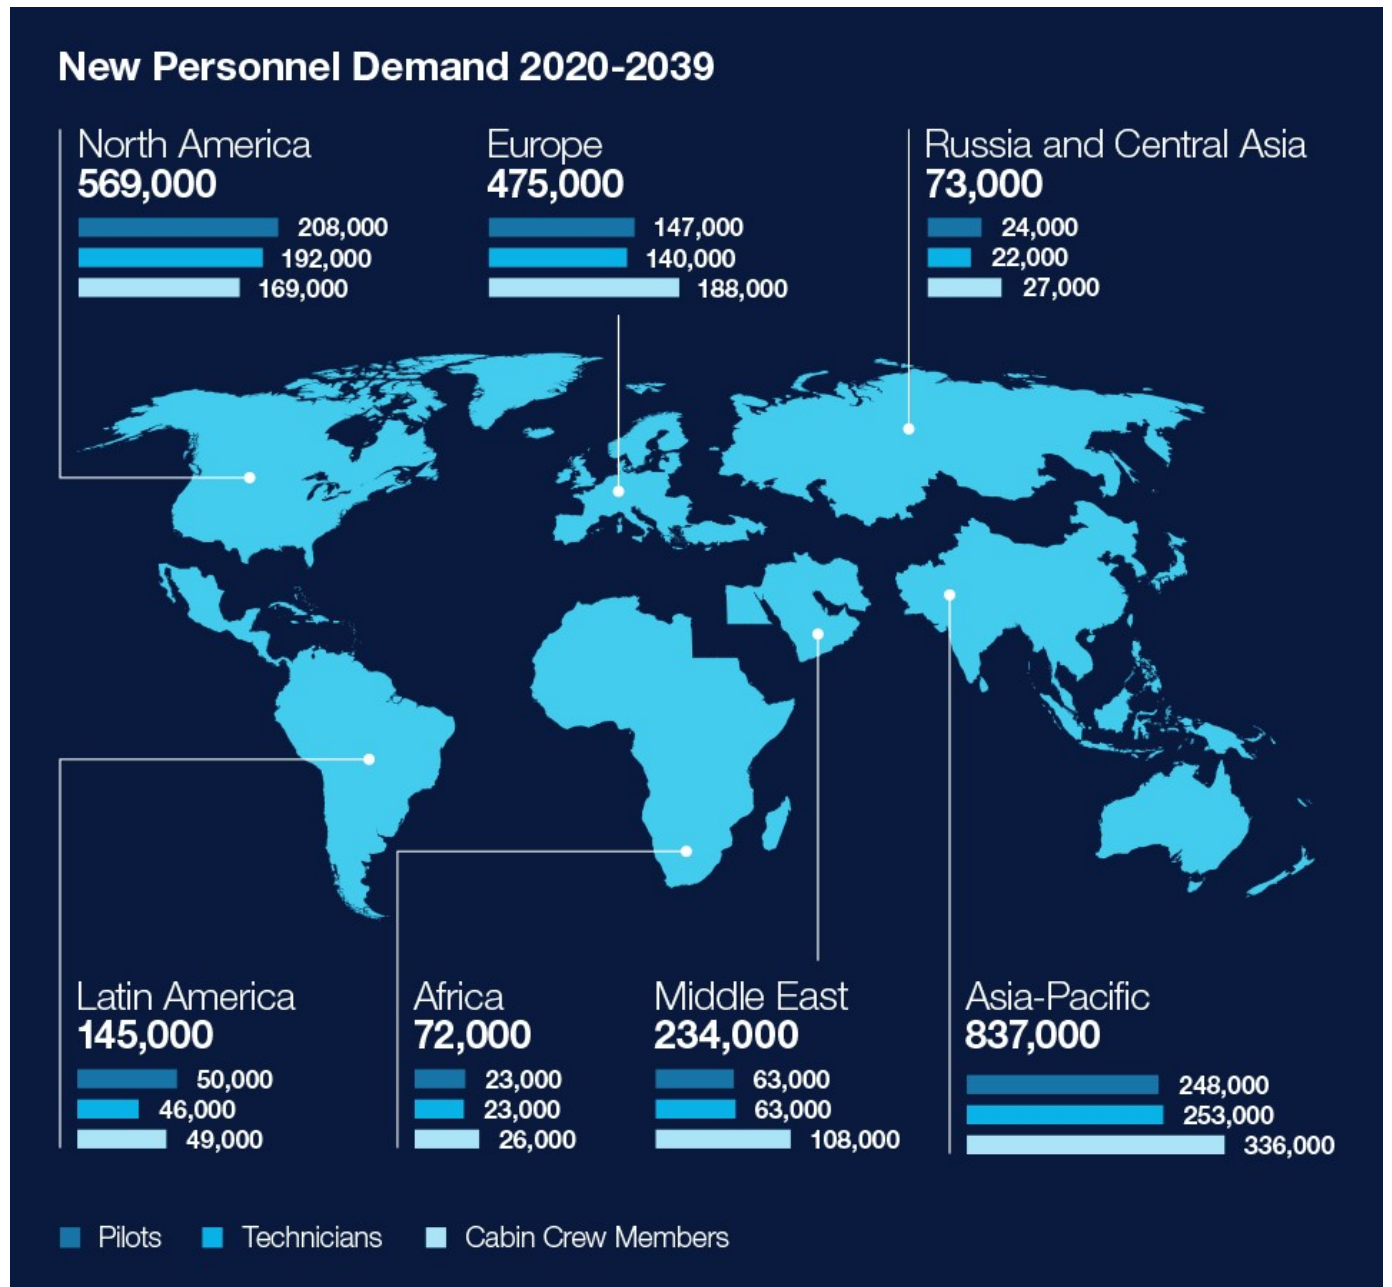 New Personnel Demand 2020-2039
North America
569,000
208,000
192,000
169,000
Europe
475,000
147,000
140,000
188,000
Russia and Central Asia
73,000
24,000
22,000
27,000
Latin America
145,000
50,000
46,000
49,000
Africa
72,000
23,000
23,000
26,000
Middle East
234,000
63,000
63,000
108,000
Asia-Pacific
837,000
248,000
253,000
336,000
Pilots
Technicians
Cabin Crew Members